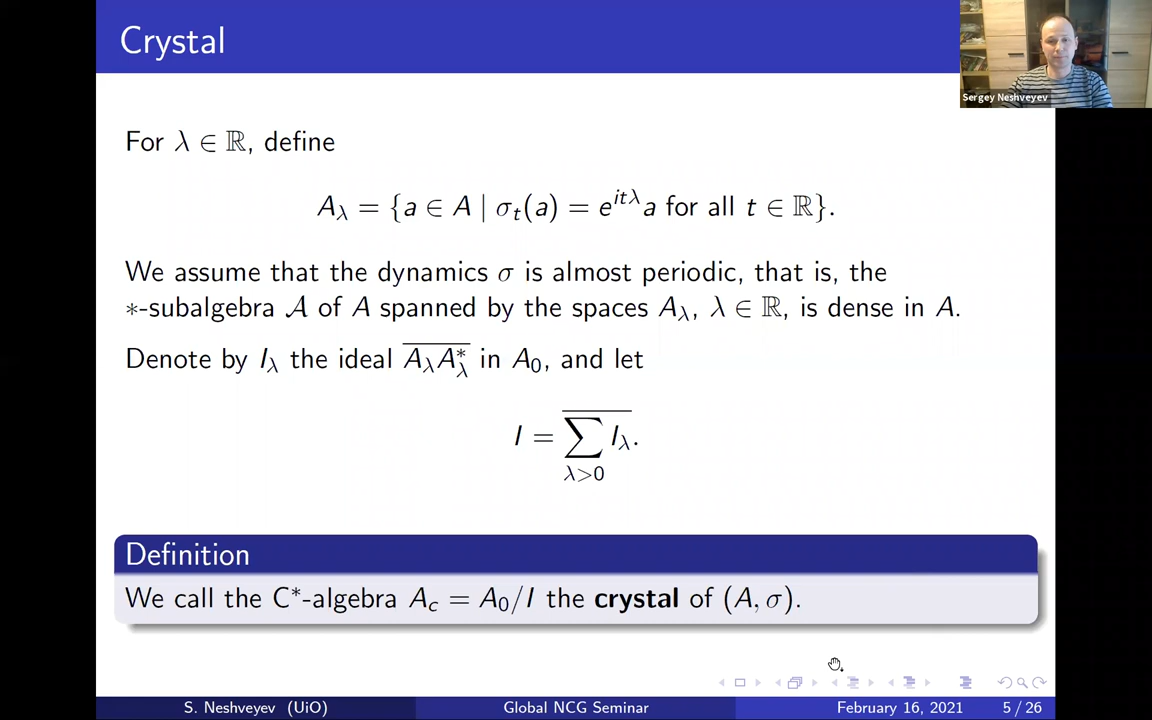 Crystal
Sergey Neshveyev
For λ ∈ ℝ, define
A_λ = {a ∈ A | σ_t(a) = e^{itλ}a for all t ∈ ℝ}.
We assume that the dynamics σ is almost periodic, that is, the
∗-subalgebra 𝒜 of A spanned by the spaces A_λ, λ ∈ ℝ, is dense in A.
Denote by I_λ the ideal \overline{A_λA_λ^*} in A_0, and let
I = \overline{\sum_{λ>0} I_λ}.
Definition
We call the C*-algebra A_c = A_0/I the crystal of (A, σ).
S. Neshveyev (UiO) Global NCG Seminar February 16, 2021 5 / 26